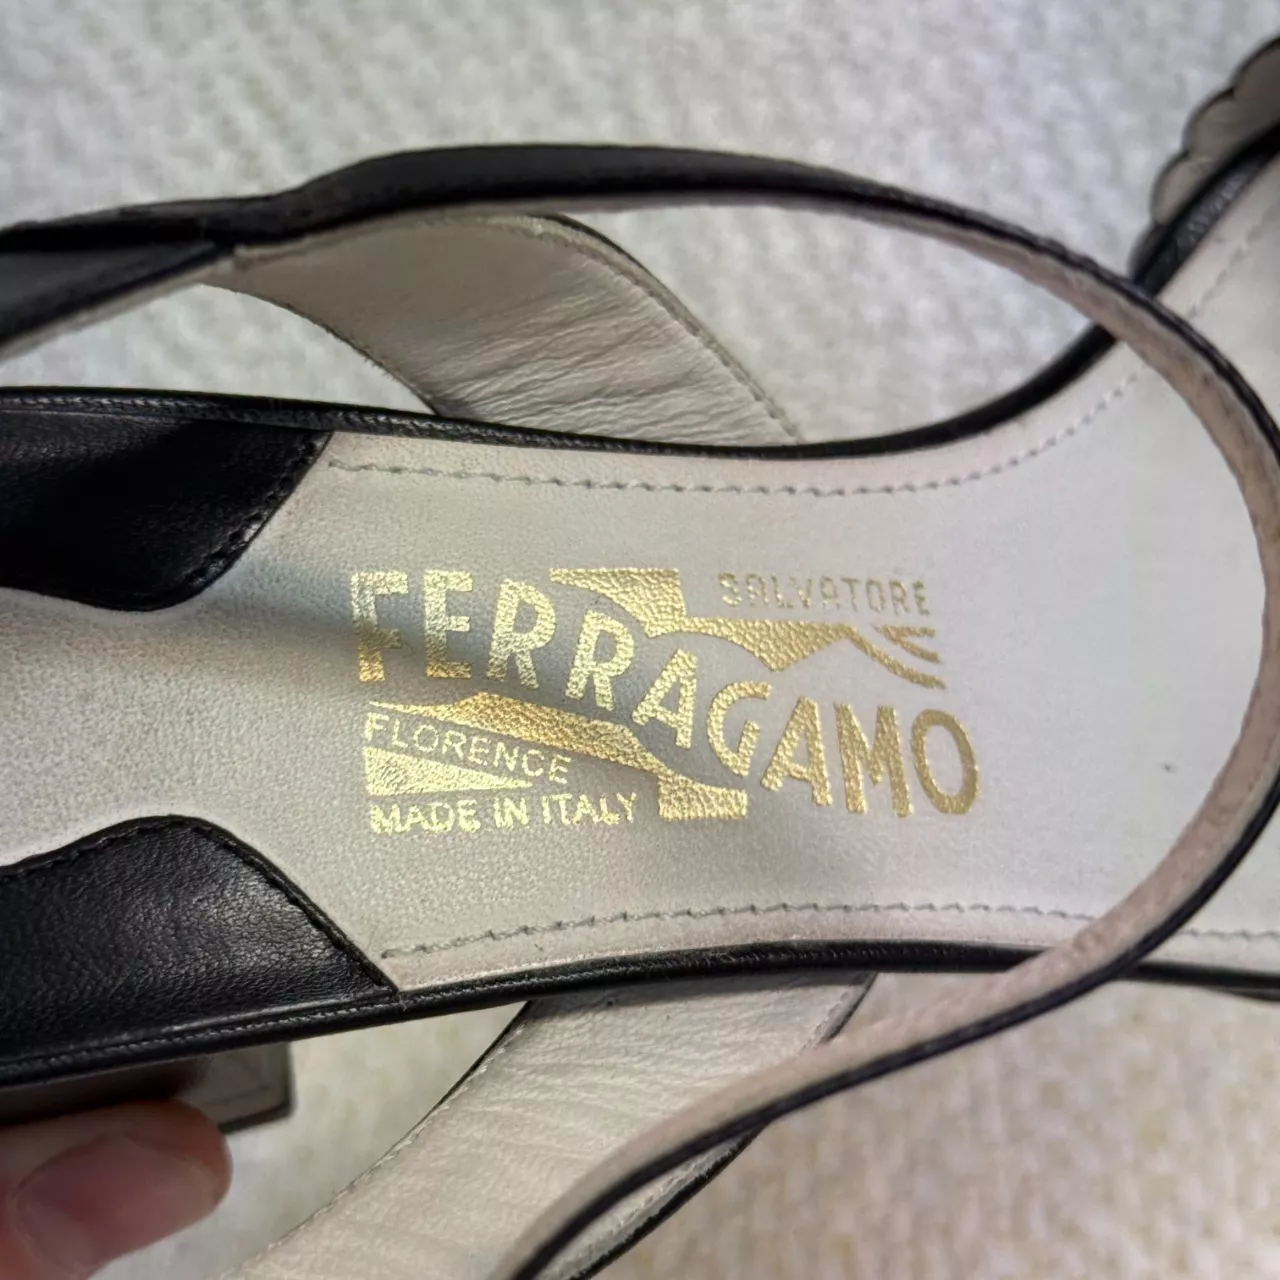 SALVATORE
FERRAGAMO
FLORENCE
MADE IN ITALY